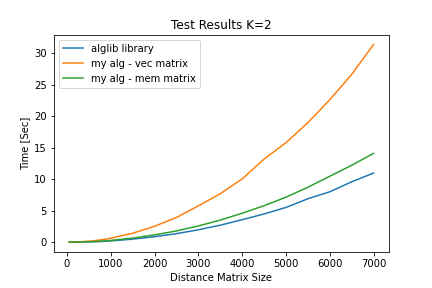 Test Results K=2
alglib library
my alg - vec matrix
my alg - mem matrix
Time [Sec]
30
25
20
15
10
5
0
0 1000 2000 3000 4000 5000 6000 7000
Distance Matrix Size